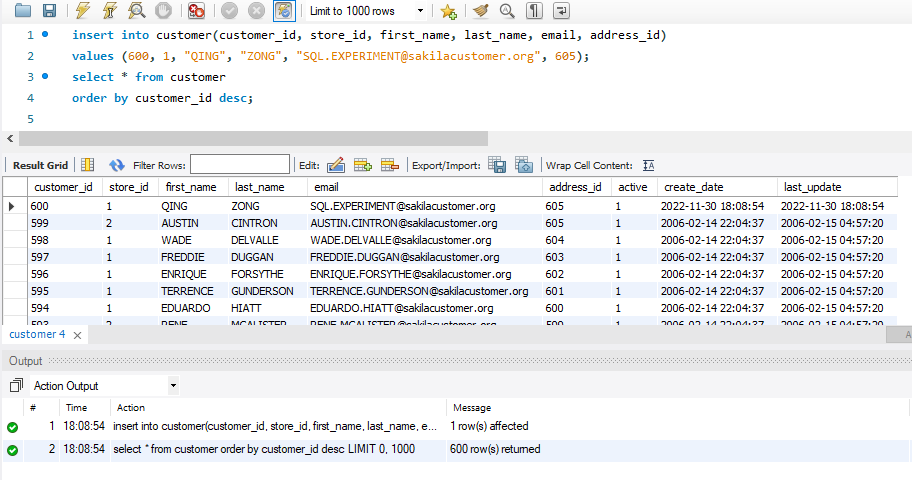 Limit to 1000 rows
1 insert into customer(customer_id, store_id, first_name, last_name, email, address_id)
2 values (600, 1, "QING", "ZONG", "SQL.EXPERIMENT@sakilacustomer.org", 605);
3 select * from customer
4 order by customer_id desc;
5
Result Grid Filter Rows: Edit: Export/Import: Wrap Cell Content:
customer_id store_id first_name last_name email address_id active create_date last_update
600 1 QING ZONG SQL.EXPERIMENT@sakilacustomer.org 605 1 2022-11-30 18:08:54 2022-11-30 18:08:54
599 2 AUSTIN CINTRON AUSTIN.CINTRON@sakilacustomer.org 605 1 2006-02-14 22:04:37 2006-02-15 04:57:20
598 1 WADE DELVALLE WADE.DELVALLE@sakilacustomer.org 604 1 2006-02-14 22:04:37 2006-02-15 04:57:20
597 1 FREDDIE DUGGAN FREDDIE.DUGGAN@sakilacustomer.org 603 1 2006-02-14 22:04:37 2006-02-15 04:57:20
596 1 ENRIQUE FORSYTHE ENRIQUE.FORSYTHE@sakilacustomer.org 602 1 2006-02-14 22:04:37 2006-02-15 04:57:20
595 1 TERRENCE GUNDERSON TERRENCE.GUNDERSON@sakilacustomer.org 601 1 2006-02-14 22:04:37 2006-02-15 04:57:20
594 1 EDUARDO HIATT EDUARDO.HIATT@sakilacustomer.org 600 1 2006-02-14 22:04:37 2006-02-15 04:57:20
593 2 RENE MCALISTER RENE.MCALISTER@sakilacustomer.org 599 1 2006-02-14 22:04:37 2006-02-15 04:57:20
customer 4 A
Output
Action Output
# Time Action Message
1 18:08:54 insert into customer(customer_id, store_id, first_name, last_name, e... 1 row(s) affected
2 18:08:54 select * from customer order by customer_id desc LIMIT 0, 1000 600 row(s) returned